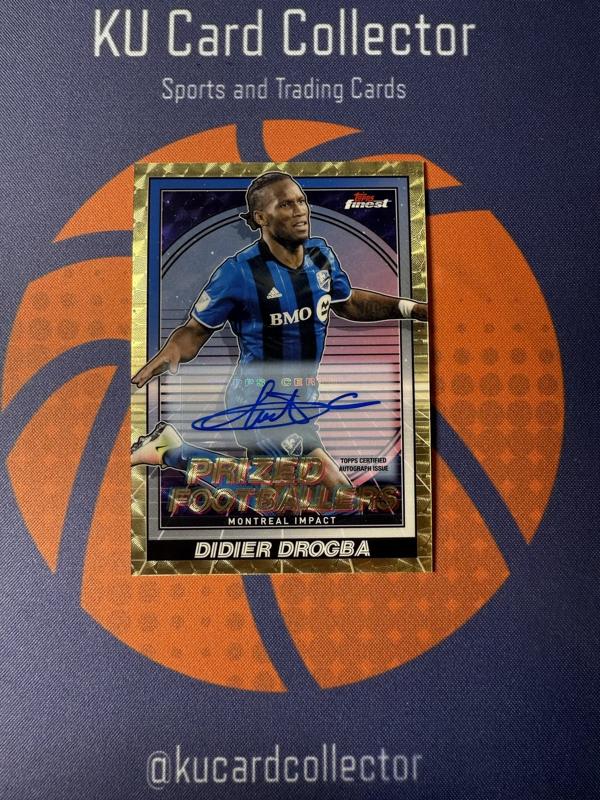 KU Card Collector
Sports and Trading Cards
Topps
finest
BMO
TOPPS CERTIFIED
AUTOGRAPH ISSUE
PRIZED
FOOTBALLERS
MONTREAL IMPACT
DIDIER DROGBA
@kucardcollector